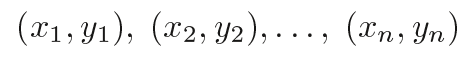 (x₁, y₁), (x₂, y₂), . . . , (xₙ, yₙ)